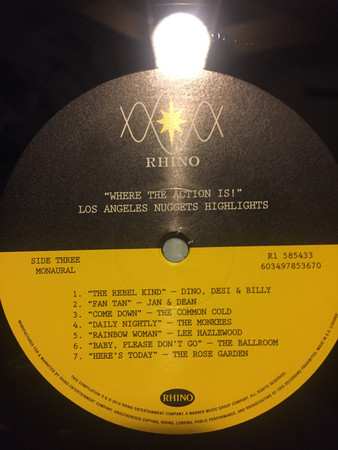 RHINO
"WHERE THE ACTION IS!"
LOS ANGELES NUGGETS HIGHLIGHTS
SIDE THREE
MONAURAL
R1 585433
603497853670
1. "THE REBEL KIND" – DINO, DESI & BILLY
2. "FAN TAN" – JAN & DEAN
3. "COME DOWN" – THE COMMON COLD
4. "DAILY NIGHTLY" – THE MONKEES
5. "RAINBOW WOMAN" – LEE HAZLEWOOD
6. "BABY, PLEASE DON'T GO" – THE BALLROOM
7. "HERE'S TODAY" – THE ROSE GARDEN
RHINO